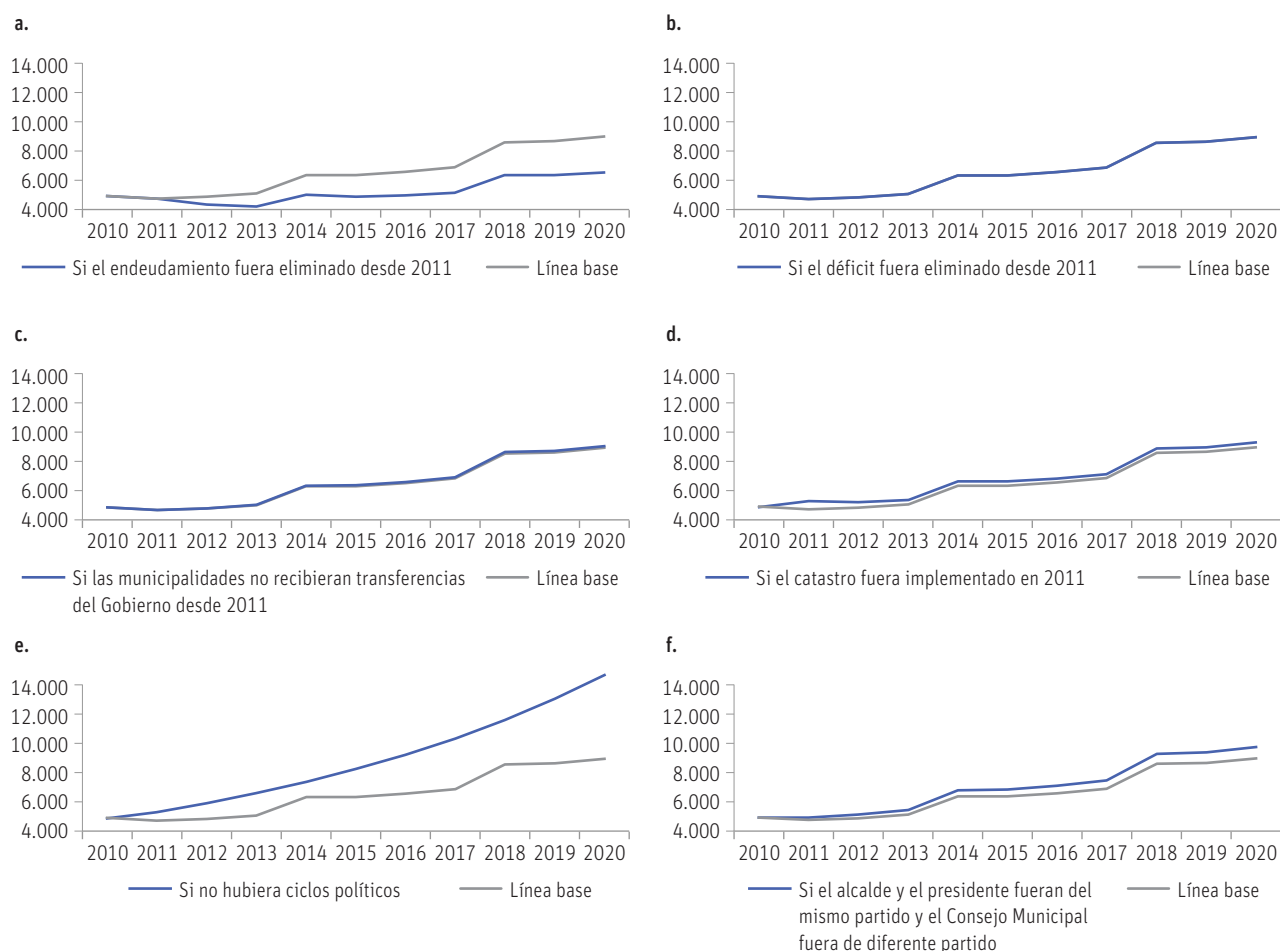 a.
14.000
12.000
10.000
8.000
6.000
4.000
2010 2011 2012 2013 2014 2015 2016 2017 2018 2019 2020
Si el endeudamiento fuera eliminado desde 2011 Línea base
b.
14.000
12.000
10.000
8.000
6.000
4.000
2010 2011 2012 2013 2014 2015 2016 2017 2018 2019 2020
Si el déficit fuera eliminado desde 2011 Línea base
c.
14.000
12.000
10.000
8.000
6.000
4.000
2010 2011 2012 2013 2014 2015 2016 2017 2018 2019 2020
Si las municipalidades no recibieran transferencias
del Gobierno desde 2011
Línea base
d.
14.000
12.000
10.000
8.000
6.000
4.000
2010 2011 2012 2013 2014 2015 2016 2017 2018 2019 2020
Si el catastro fuera implementado en 2011 Línea base
e.
14.000
12.000
10.000
8.000
6.000
4.000
2010 2011 2012 2013 2014 2015 2016 2017 2018 2019 2020
Si no hubiera ciclos políticos Línea base
f.
14.000
12.000
10.000
8.000
6.000
4.000
2010 2011 2012 2013 2014 2015 2016 2017 2018 2019 2020
Si el alcalde y el presidente fueran del
mismo partido y el Consejo Municipal
fuera de diferente partido
Línea base